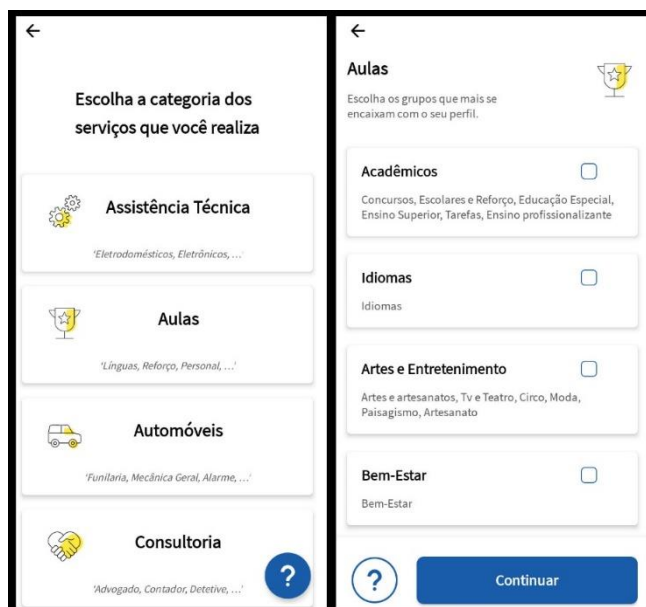 Escolha a categoria dos
serviços que você realiza
Assistência Técnica
'Eletrodomésticos, Eletrônicos, ...'
Aulas
'Línguas, Reforço, Personal, ...'
Automóveis
'Funilaria, Mecânica Geral, Alarme, ...'
Consultoria
'Advogado, Contador, Detetive, ...'
?
Aulas
Escolha os grupos que mais se
encaixam com o seu perfil.
Acadêmicos
Concursos, Escolares e Reforço, Educação Especial,
Ensino Superior, Tarefas, Ensino profissionalizante
Idiomas
Idiomas
Artes e Entretenimento
Artes e artesanatos, Tv e Teatro, Circo, Moda,
Paisagismo, Artesanato
Bem-Estar
Bem-Estar
?
Continuar